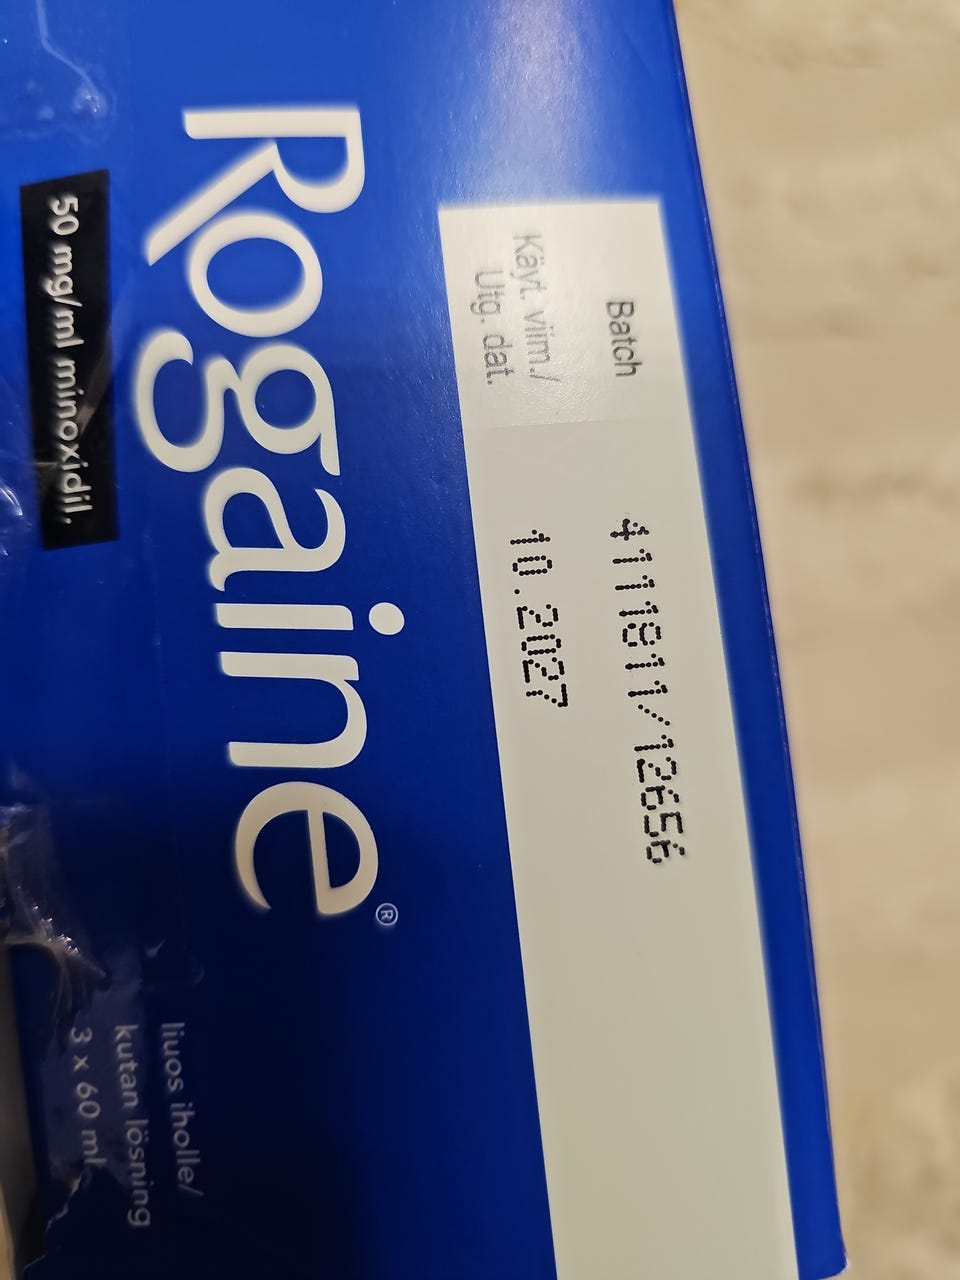 Batch 4111811/12656
Käyt. viim./
Utg. dat. 10.2027
Rogaine®
50 mg/ml minoxidil.
liuos iholle/
kutan lösning
3 x 60 ml